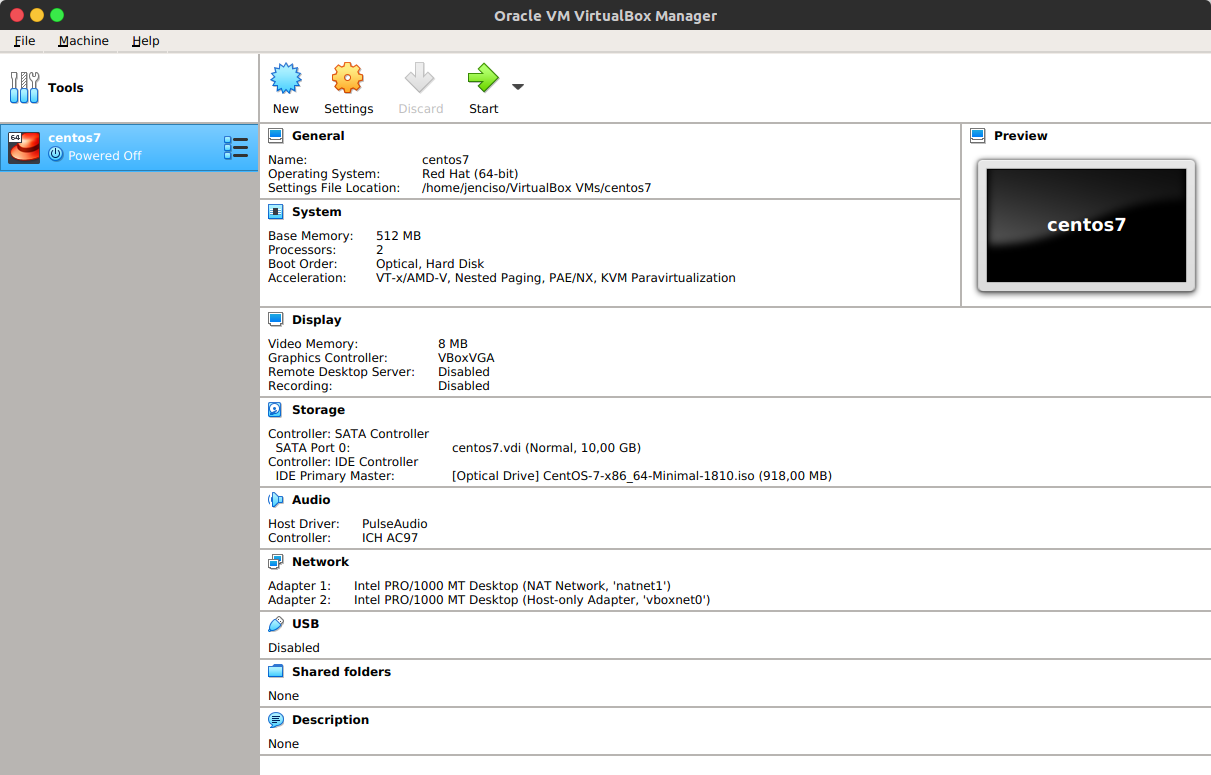 Oracle VM VirtualBox Manager
File Machine Help
Tools
New Settings Discard Start
64
centos7
Powered Off
General
Name: centos7
Operating System: Red Hat (64-bit)
Settings File Location: /home/jenciso/VirtualBox VMs/centos7
Preview
centos7
System
Base Memory: 512 MB
Processors: 2
Boot Order: Optical, Hard Disk
Acceleration: VT-x/AMD-V, Nested Paging, PAE/NX, KVM Paravirtualization
Display
Video Memory: 8 MB
Graphics Controller: VBoxVGA
Remote Desktop Server: Disabled
Recording: Disabled
Storage
Controller: SATA Controller
SATA Port 0: centos7.vdi (Normal, 10,00 GB)
Controller: IDE Controller
IDE Primary Master: [Optical Drive] CentOS-7-x86_64-Minimal-1810.iso (918,00 MB)
Audio
Host Driver: PulseAudio
Controller: ICH AC97
Network
Adapter 1: Intel PRO/1000 MT Desktop (NAT Network, 'natnet1')
Adapter 2: Intel PRO/1000 MT Desktop (Host-only Adapter, 'vboxnet0')
USB
Disabled
Shared folders
None
Description
None